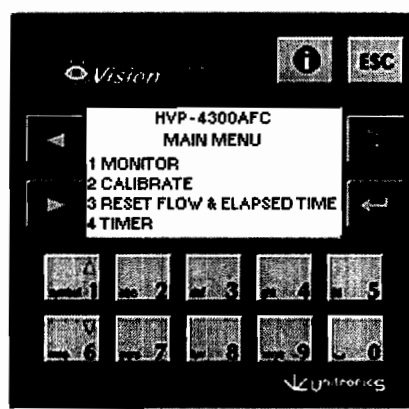 Vision
ESC
HVP-4300AFC
MAIN MENU
1 MONITOR
2 CALIBRATE
3 RESET FLOW & ELAPSED TIME
4 TIMER
1 2 3 4 5
6 7 8 9 0
unitronics